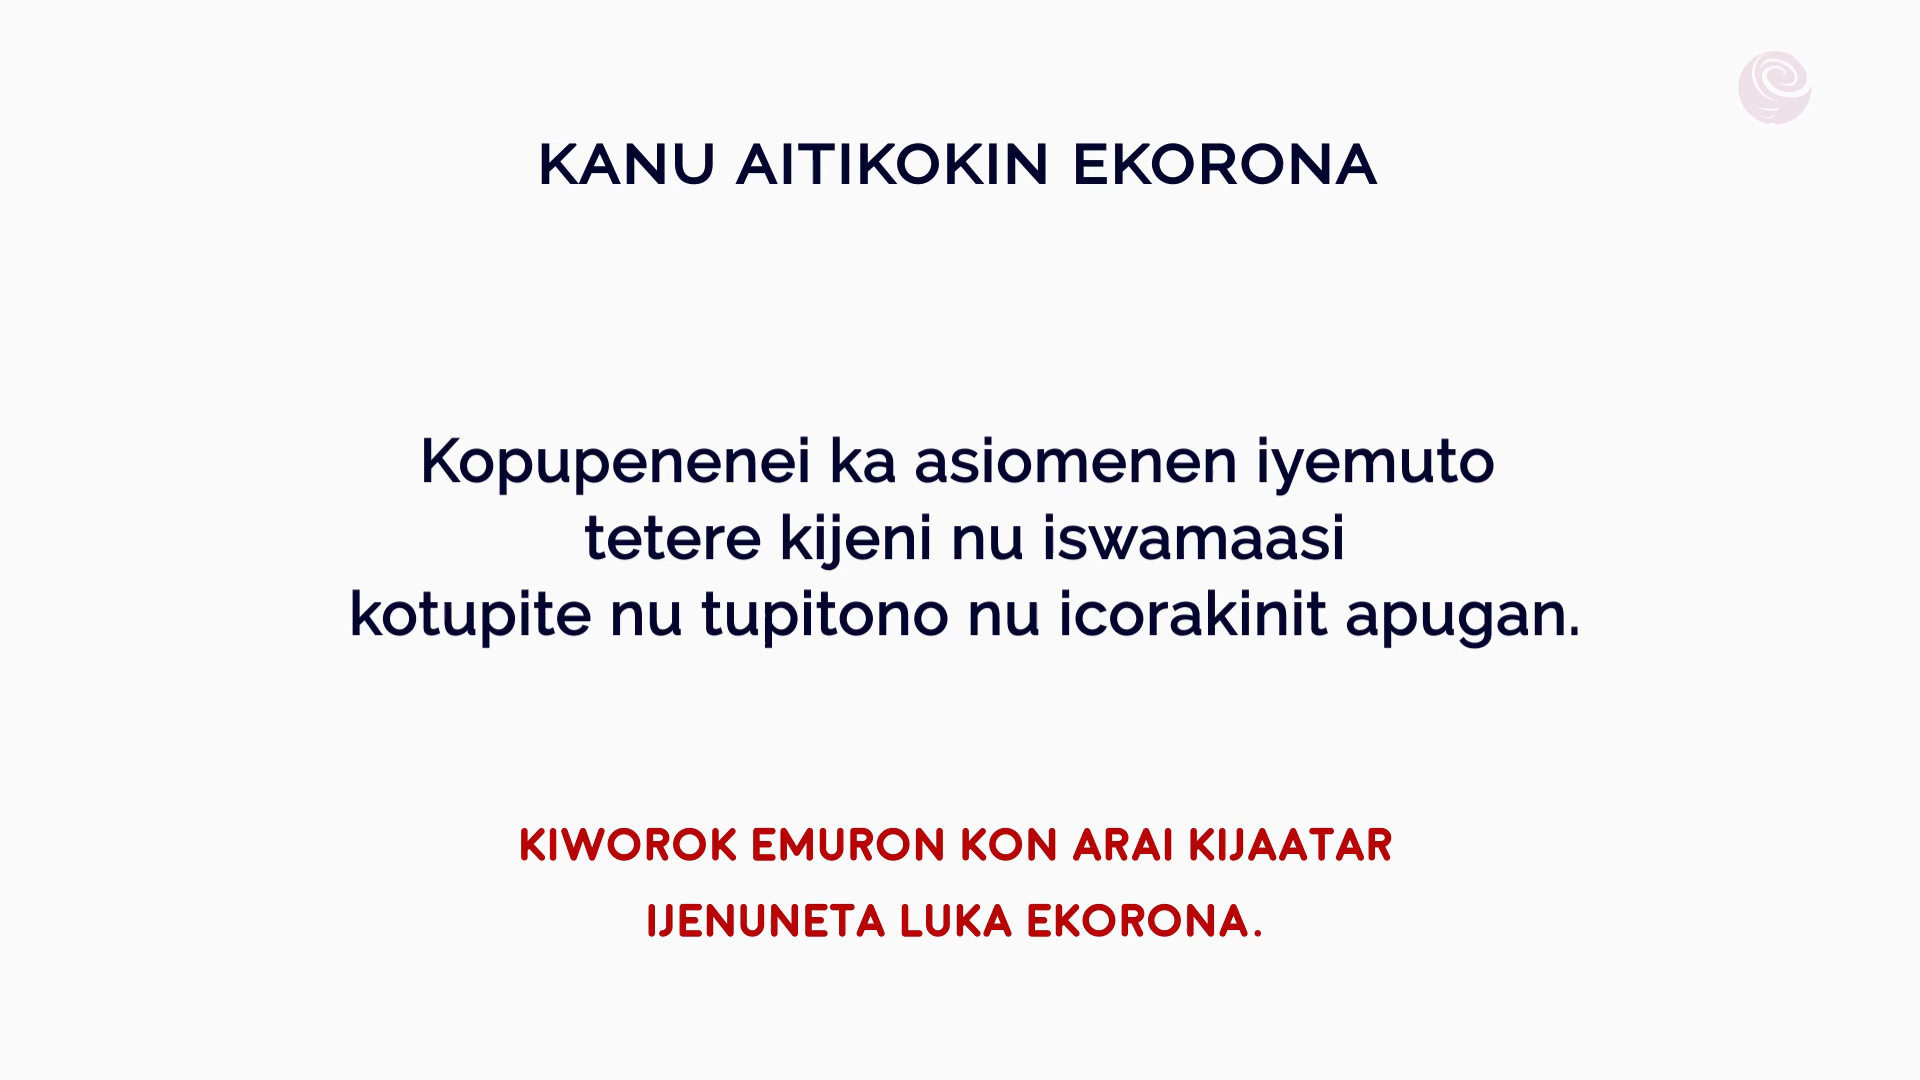 KANU AITIKOKIN EKORONA
Kopupenenei ka asiomenen iyemuto
tetere kijeni nu iswamaasi
kotupite nu tupitono nu icorakinit apugan.
KIWOROK EMURON KON ARAI KIJAATAR
IJENUNETA LUKA EKORONA.